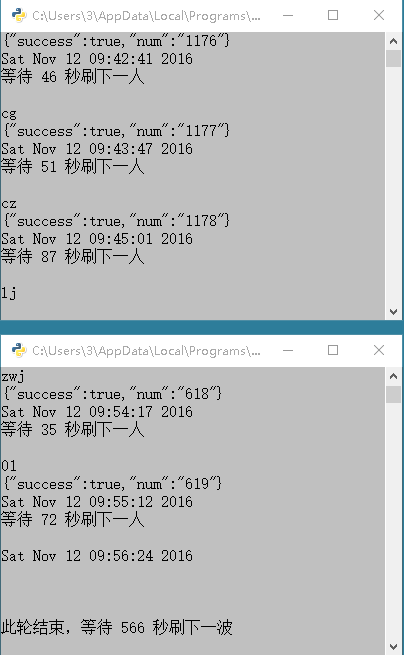 C:\Users\3\AppData\Local\Programs\...
{"success":true,"num":"1176"}
Sat Nov 12 09:42:41 2016
等待 46 秒刷下一人
cg
{"success":true,"num":"1177"}
Sat Nov 12 09:43:47 2016
等待 51 秒刷下一人
cz
{"success":true,"num":"1178"}
Sat Nov 12 09:45:01 2016
等待 87 秒刷下一人
lj
C:\Users\3\AppData\Local\Programs\...
zwj
{"success":true,"num":"618"}
Sat Nov 12 09:54:17 2016
等待 35 秒刷下一人
01
{"success":true,"num":"619"}
Sat Nov 12 09:55:12 2016
等待 72 秒刷下一人
Sat Nov 12 09:56:24 2016
此轮结束，等待 566 秒刷下一波